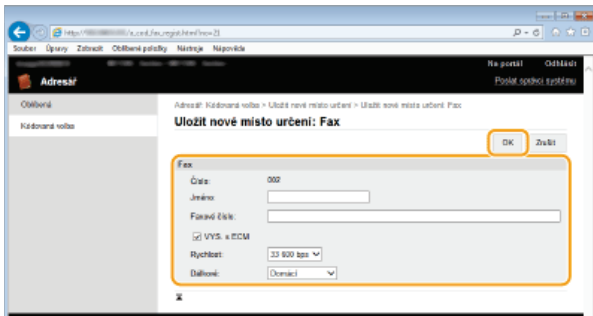 Soubor Úpravy Zobrazit Oblíbené položky Nástroje Nápověda
Na portál Odhlásit
Adresář
Poslat správci systému
Oblíbená
Kódovaná volba
Adresář: Kódovaná volba > Uložit nové místo určení > Uložit nové místo určení: Fax
Uložit nové místo určení: Fax
OK Zrušit
Fax
Číslo: 002
Jméno:
Faxové číslo:
VYS. s ECM
Rychlost: 33 600 bps
Dálkové: Domácí